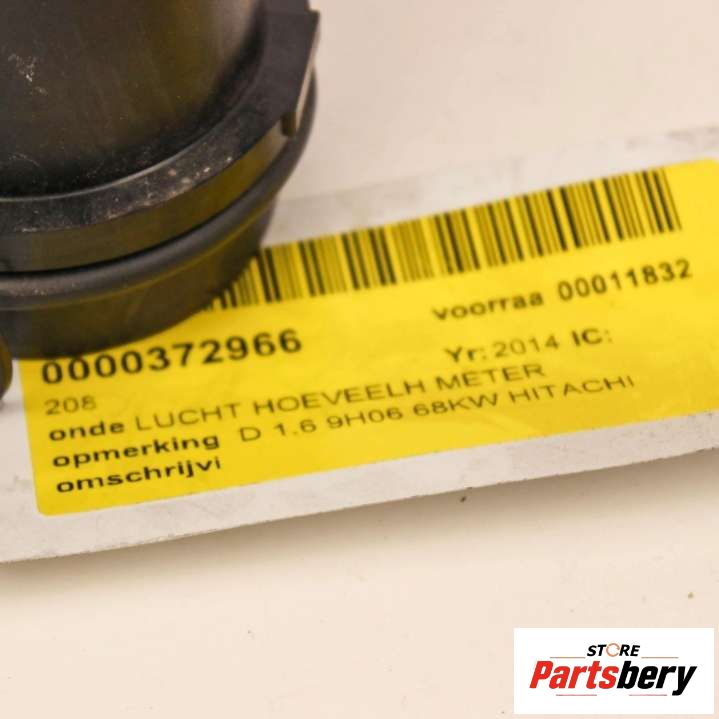 voorraa 00011832
0000372966
Yr: 2014 IC:
208
onde LUCHT HOEVEELH METER
opmerking D 1.6 9H06 68KW HITACHI
omschrijvi
STORE
Partsbery